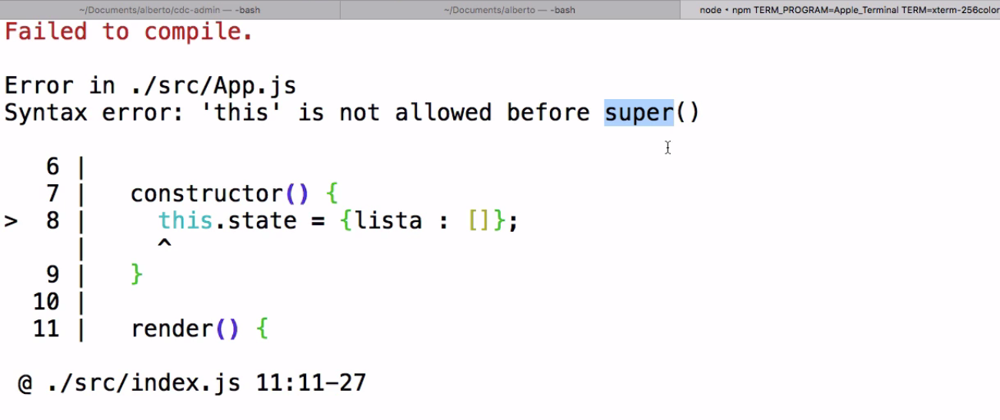 ~/Documents/alberto/cdc-admin — -bash
~/Documents/alberto — -bash
node ◂ npm TERM_PROGRAM=Apple_Terminal TERM=xterm-256color
Failed to compile.
Error in ./src/App.js
Syntax error: 'this' is not allowed before super()
6 |
7 |   constructor() {
> 8 |     this.state = {lista : []};
|     ^
9 |   }
10 |
11 |   render() {
@ ./src/index.js 11:11-27